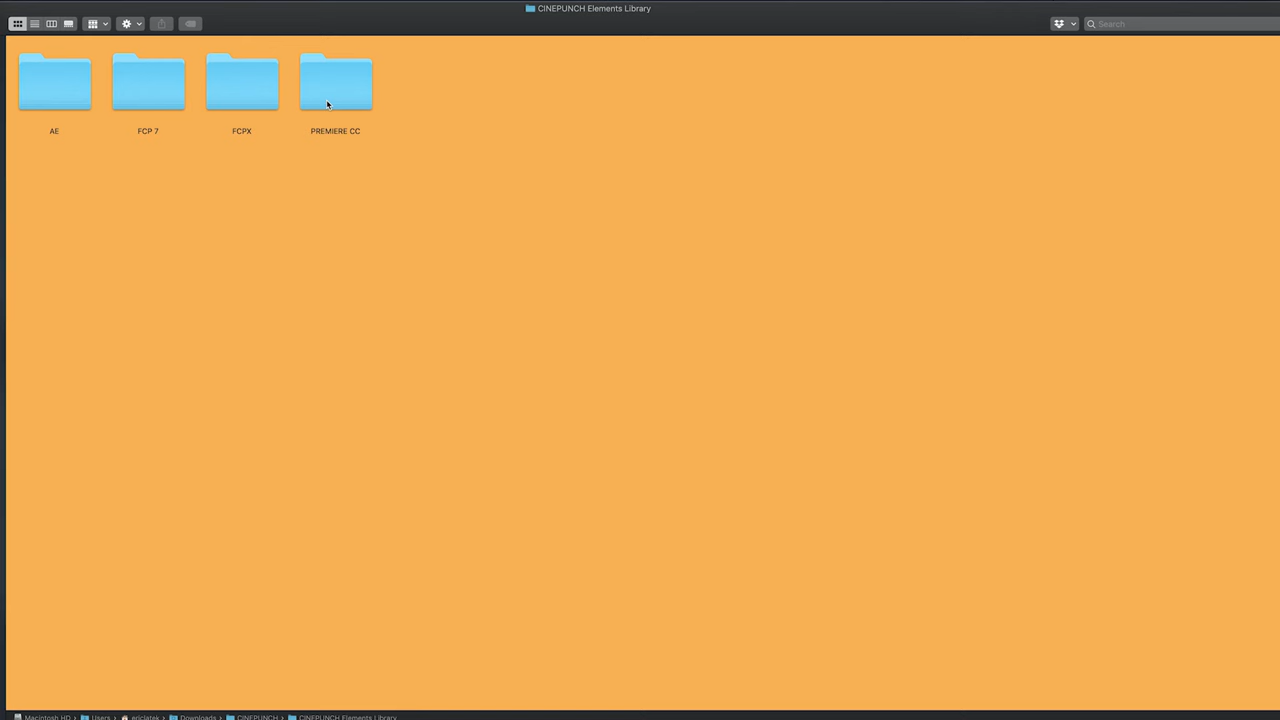 CINEPUNCH Elements Library
Search
AE
FCP 7
FCPX
PREMIERE CC
Macintosh HD › Users › ericlatek › Downloads › CINEPUNCH › CINEPUNCH Elements Library